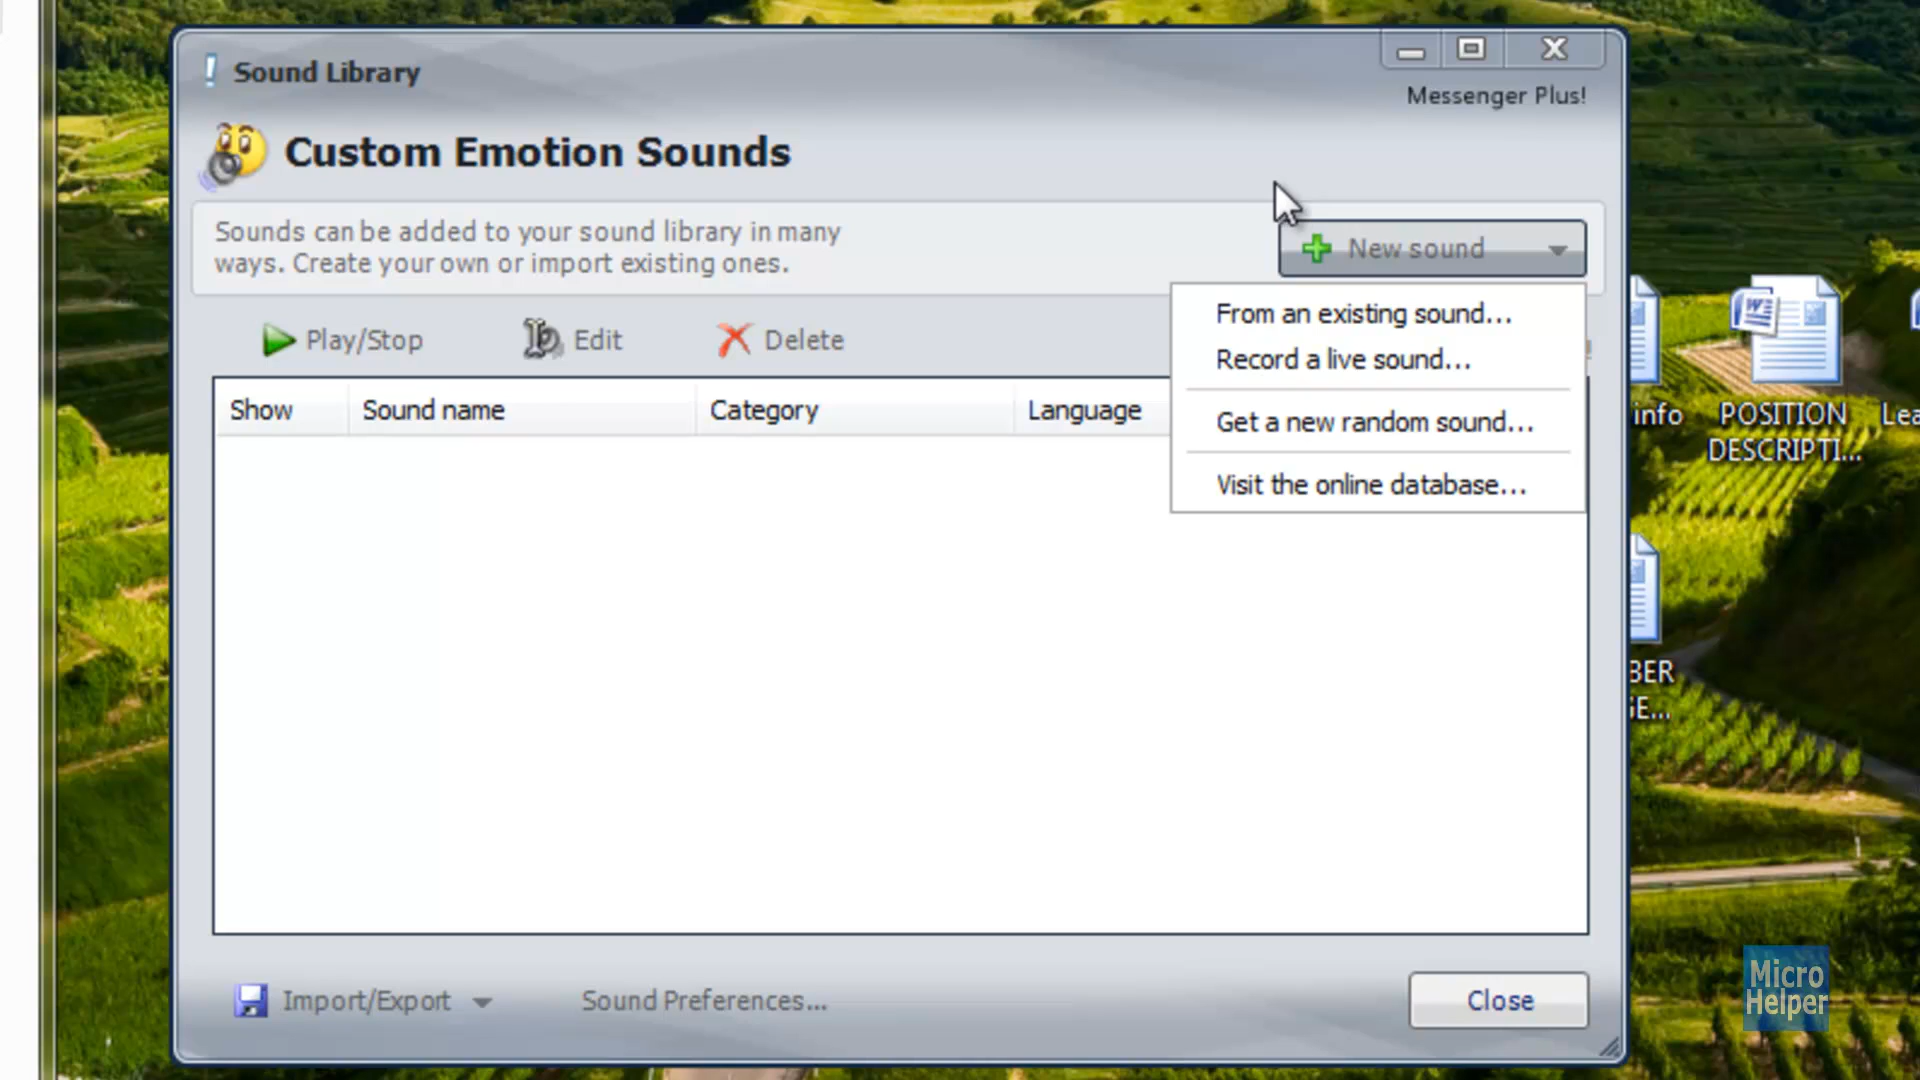 Sound Library
Messenger Plus!
Custom Emotion Sounds
Sounds can be added to your sound library in many
ways. Create your own or import existing ones.
New sound
From an existing sound...
Record a live sound...
Get a new random sound...
Visit the online database...
Play/Stop
Edit
Delete
Show
Sound name
Category
Language
info
POSITION
DESCRIPTI...
Lea
BER
GE...
Import/Export
Sound Preferences...
Close
Micro
Helper